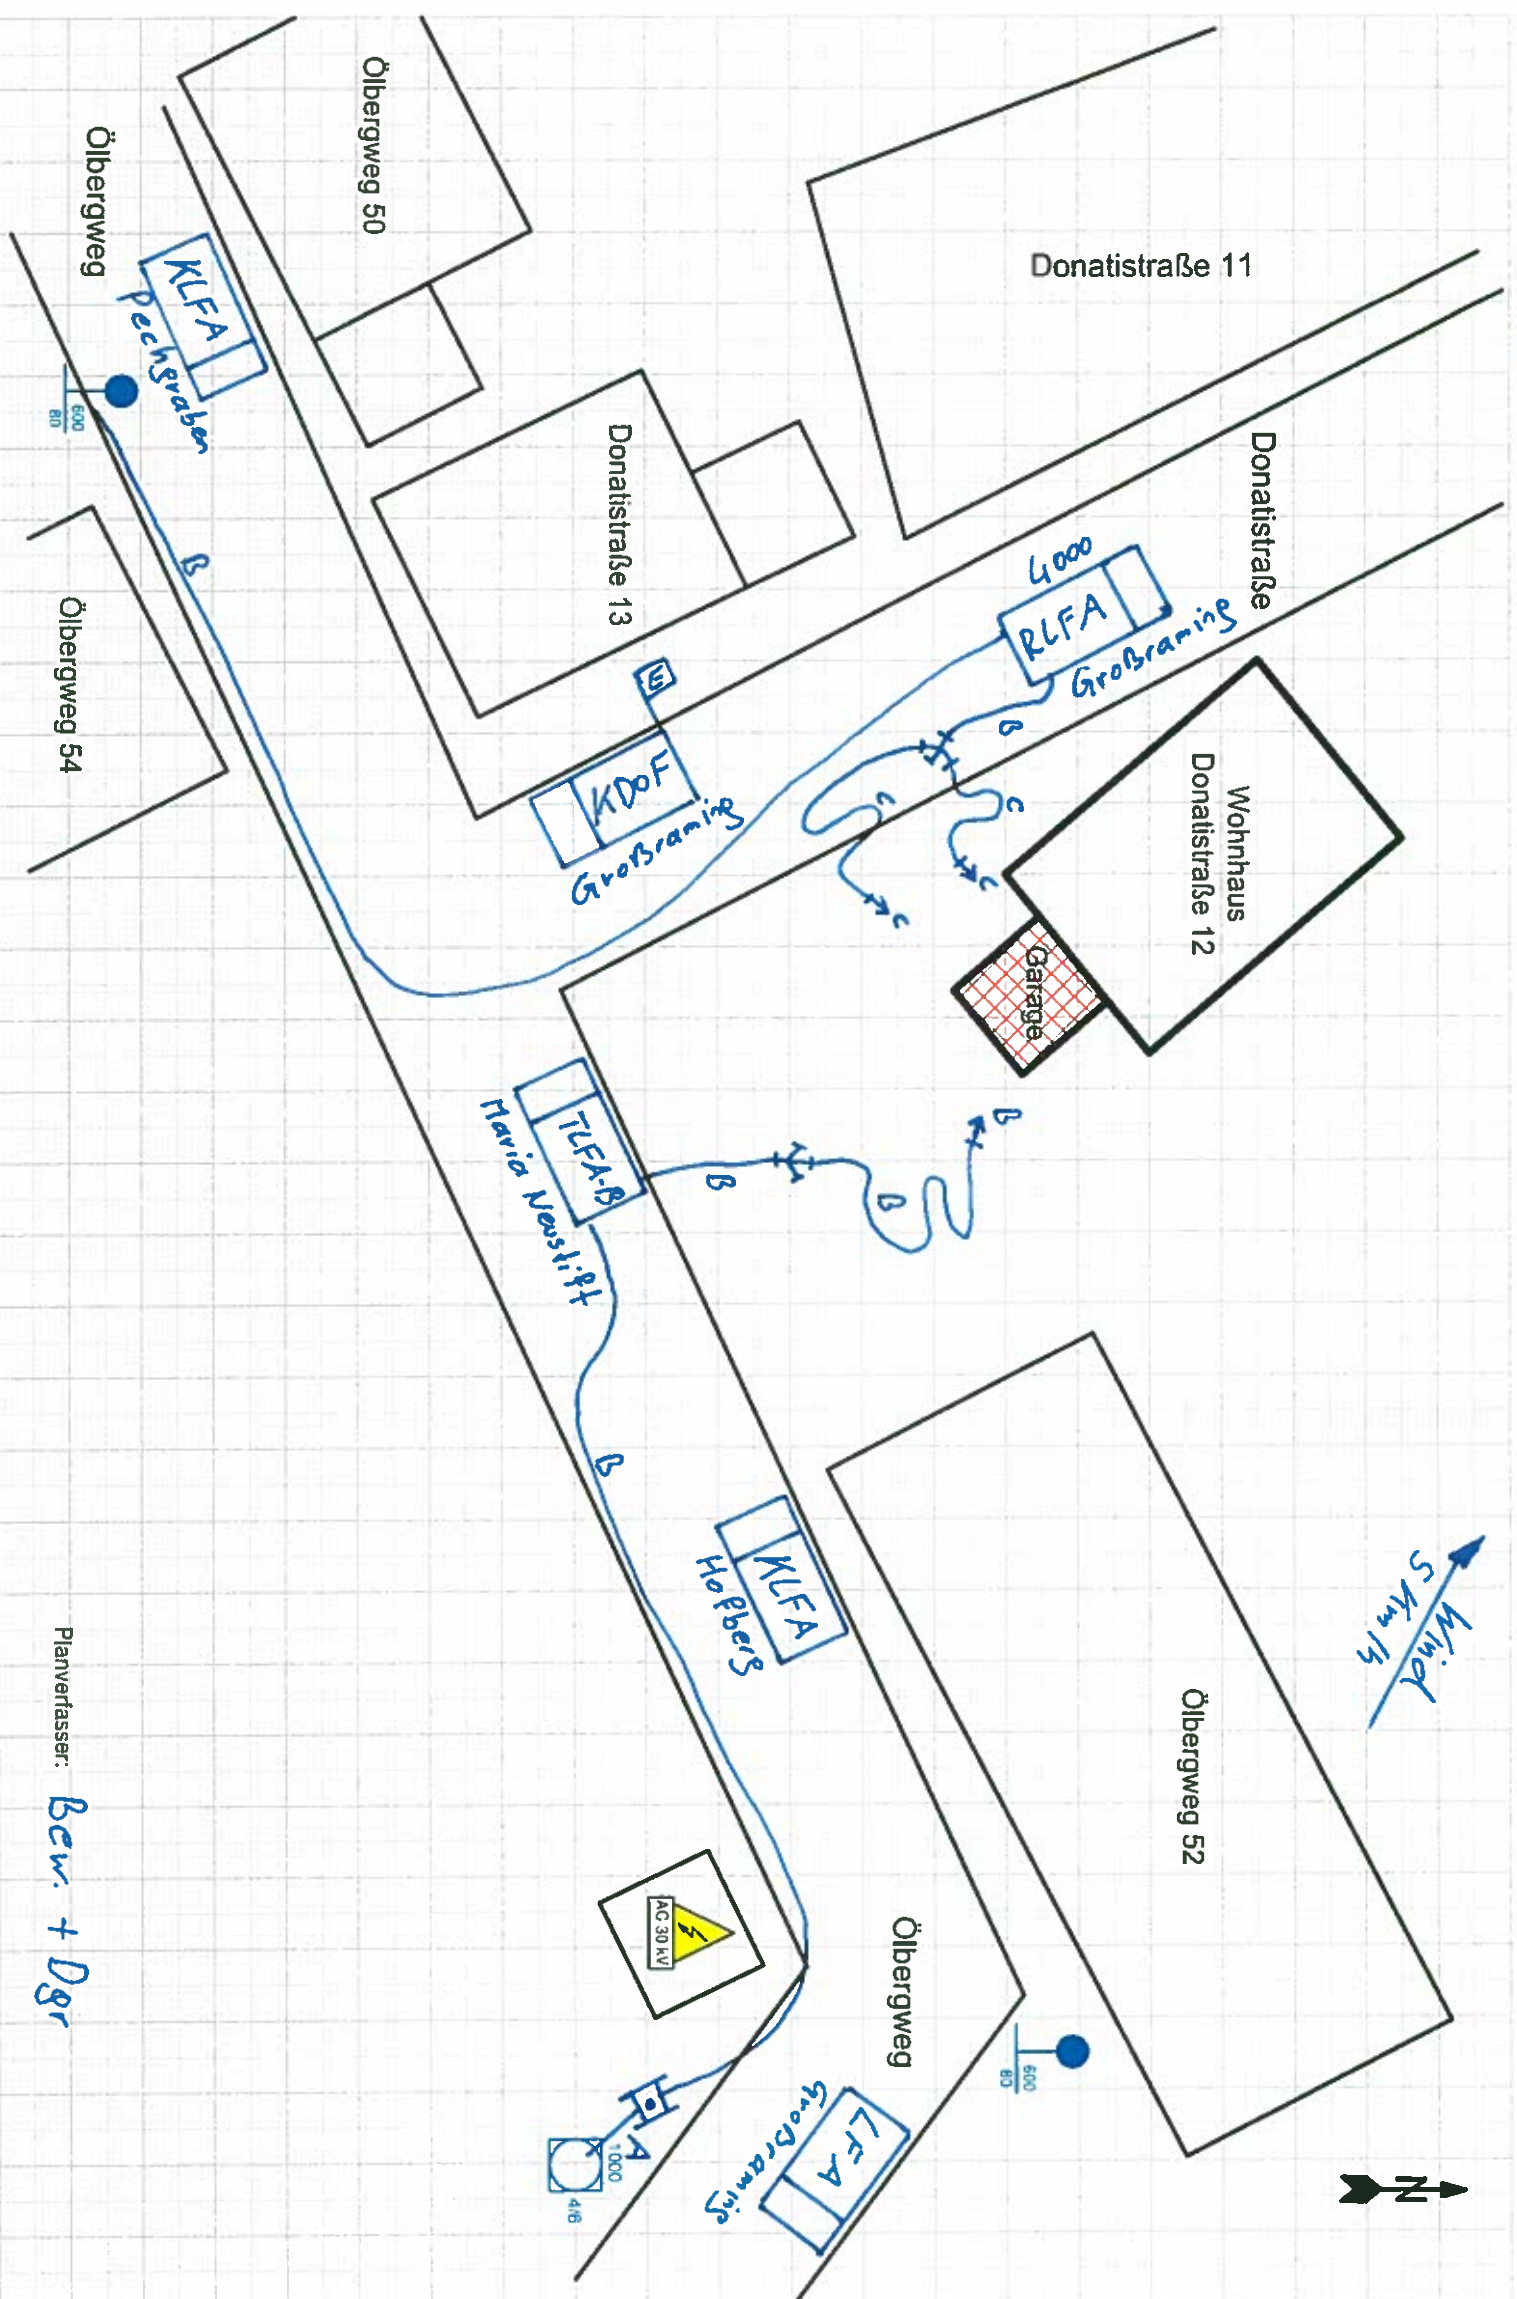 Donatistraße 11
Donatistraße
Wohnhaus
Donatistraße 12
Garage
Ölbergweg 50
Donatistraße 13
Ölbergweg
Ölbergweg 54
Ölbergweg 52
Ölbergweg
4000
RLFA
Großraming
E
KDOF
Großraming
KLFA
Pechgraben
600
80
B
B
C
C
C
C
TLFA-B
Maria Neustift
B
B
B
B
KLFA
Hofberg
Wind
5 Km/h
N
600
80
LFA
Großraming
AC 30 kV
A
1000
4/6
Planverfasser: Bew. + Dgr